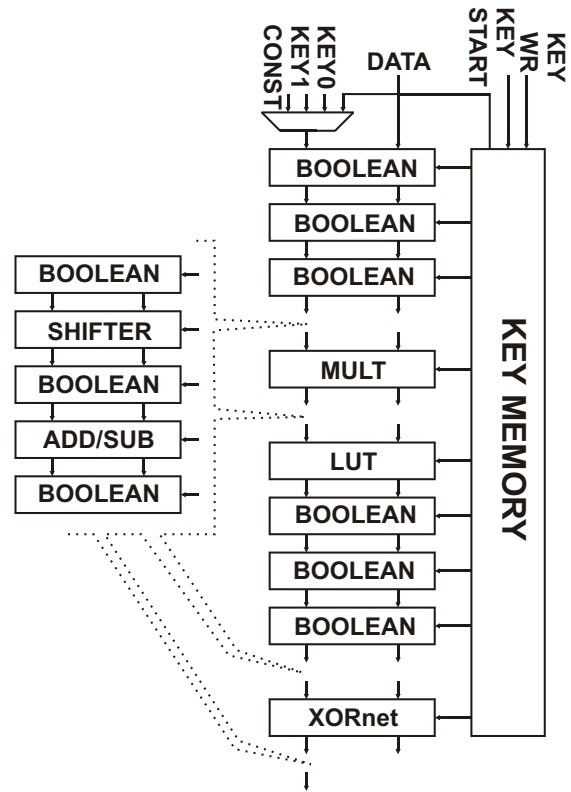 CONST
KEY1
KEY0
DATA
START
KEY
WR
KEY
BOOLEAN
BOOLEAN
BOOLEAN
MULT
LUT
BOOLEAN
BOOLEAN
BOOLEAN
XORnet
KEY MEMORY
BOOLEAN
SHIFTER
BOOLEAN
ADD/SUB
BOOLEAN